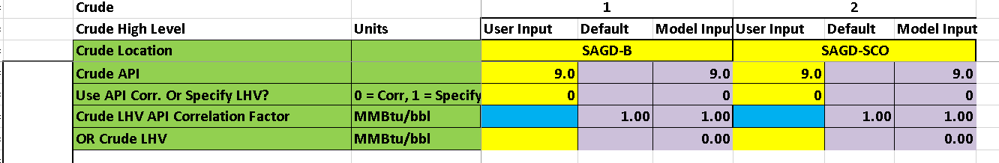 Crude 1 2
Crude High Level Units User Input Default Model Inpu User Input Default Model Input
Crude Location SAGD-B SAGD-SCO
Crude API 9.0 9.0 9.0 9.0
Use API Corr. Or Specify LHV? 0 = Corr, 1 = Specify 0 0 0 0
Crude LHV API Correlation Factor MMBtu/bbl 1.00 1.00 1.00 1.00
OR Crude LHV MMBtu/bbl 0.00 0.00